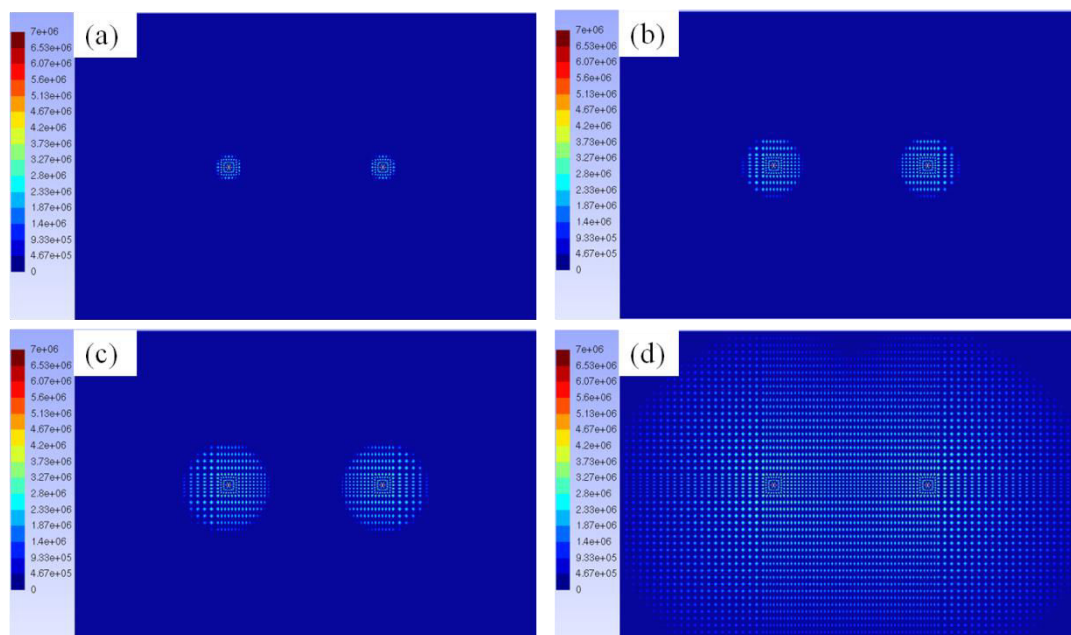 (a)
7e+06
6.53e+06
6.07e+06
5.6e+06
5.13e+06
4.67e+06
4.2e+06
3.73e+06
3.27e+06
2.8e+06
2.33e+06
1.87e+06
1.4e+06
9.33e+05
4.67e+05
0
(b)
7e+06
6.53e+06
6.07e+06
5.6e+06
5.13e+06
4.67e+06
4.2e+06
3.73e+06
3.27e+06
2.8e+06
2.33e+06
1.87e+06
1.4e+06
9.33e+05
4.67e+05
0
(c)
7e+06
6.53e+06
6.07e+06
5.6e+06
5.13e+06
4.67e+06
4.2e+06
3.73e+06
3.27e+06
2.8e+06
2.33e+06
1.87e+06
1.4e+06
9.33e+05
4.67e+05
0
(d)
7e+06
6.53e+06
6.07e+06
5.6e+06
5.13e+06
4.67e+06
4.2e+06
3.73e+06
3.27e+06
2.8e+06
2.33e+06
1.87e+06
1.4e+06
9.33e+05
4.67e+05
0